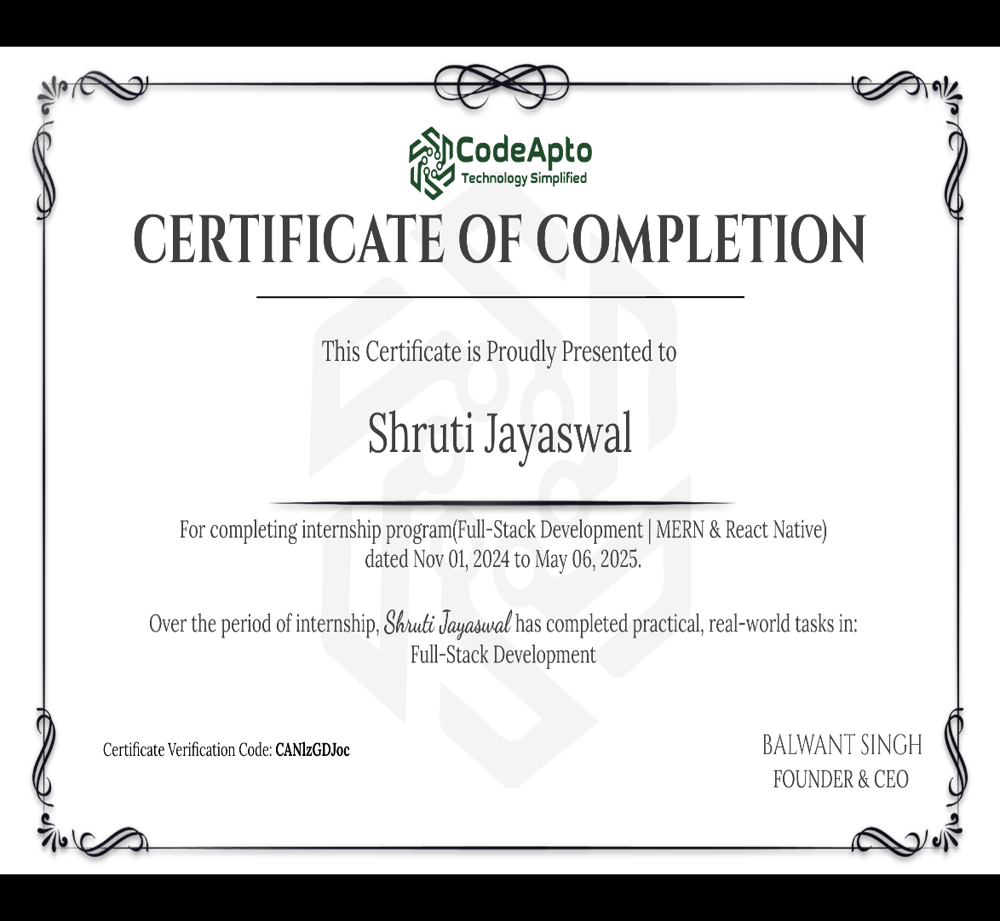 CodeApto
Technology Simplified
CERTIFICATE OF COMPLETION
This Certificate is Proudly Presented to
Shruti Jayaswal
For completing internship program(Full-Stack Development | MERN & React Native)
dated Nov 01, 2024 to May 06, 2025.
Over the period of internship, Shruti Jayaswal has completed practical, real-world tasks in:
Full-Stack Development
Certificate Verification Code: CANlzGDJoc
BALWANT SINGH
FOUNDER & CEO